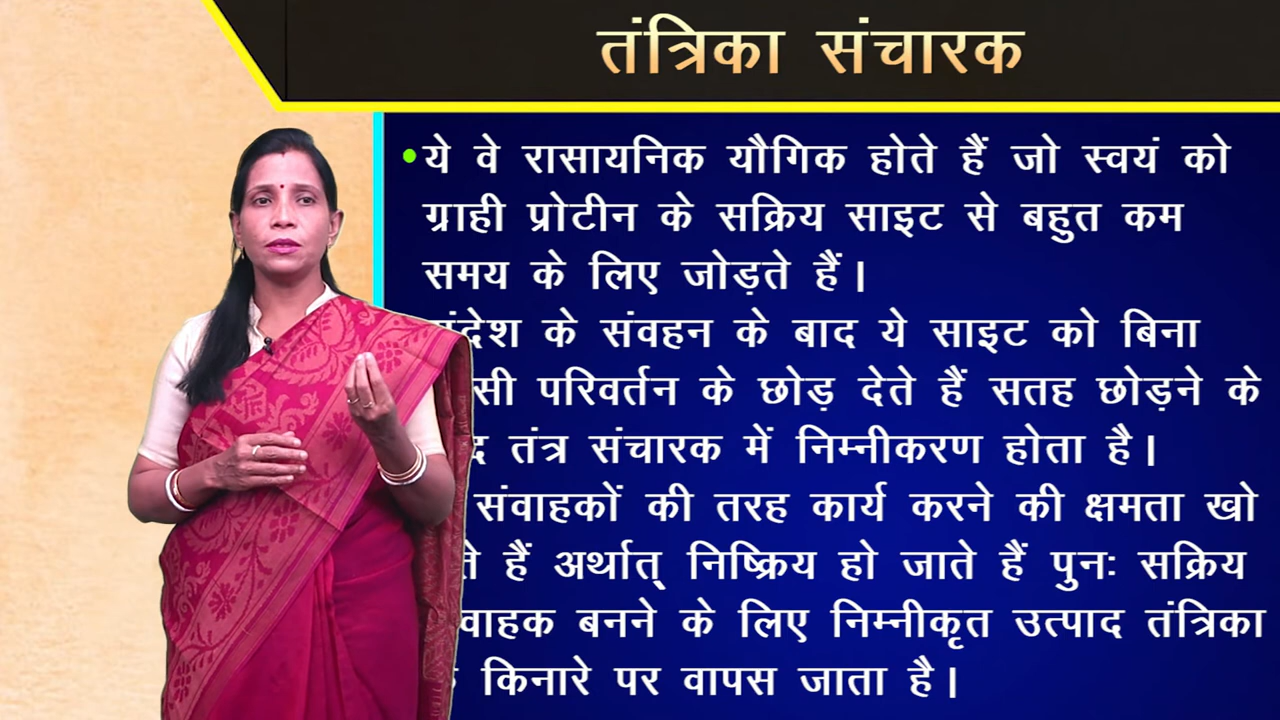 तंत्रिका संचारक
•ये वे रासायनिक यौगिक होते हैं जो स्वयं को
ग्राही प्रोटीन के सक्रिय साइट से बहुत कम
समय के लिए जोड़ते हैं।
के संवहन के बाद ये साइट को बिना
परिवर्तन के छोड़ देते हैं सतह छोड़ने के
तंत्र संचारक में निम्नीकरण होता है।
संवाहकों की तरह कार्य करने की क्षमता खो
हैं अर्थात् निष्क्रिय हो जाते हैं पुनः सक्रिय
बनने के लिए निम्नीकृत उत्पाद तंत्रिका
किनारे पर वापस जाता है।